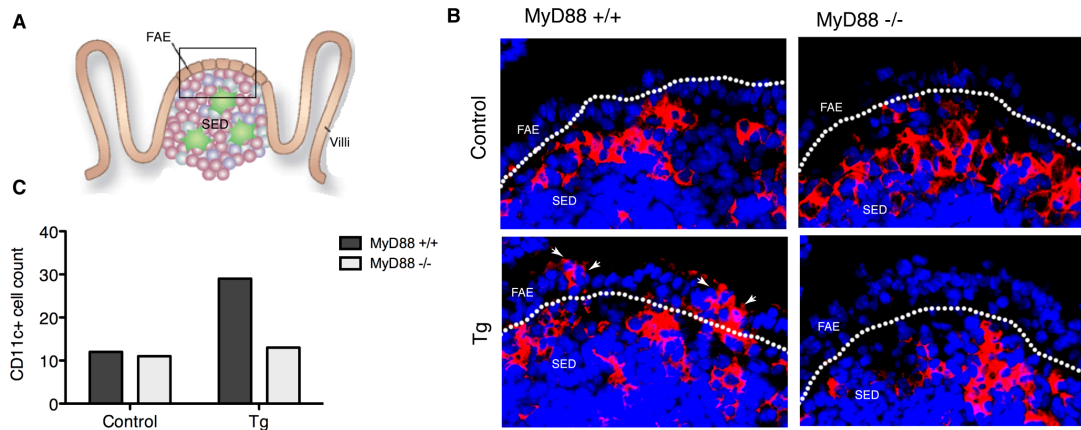 A
FAE
SED
Villi
B
MyD88 +/+
MyD88 -/-
Control
FAE
SED
FAE
SED
Tg
FAE
SED
FAE
SED
C
CD11c+ cell count
40
30
20
10
0
Control
Tg
MyD88 +/+
MyD88 -/-